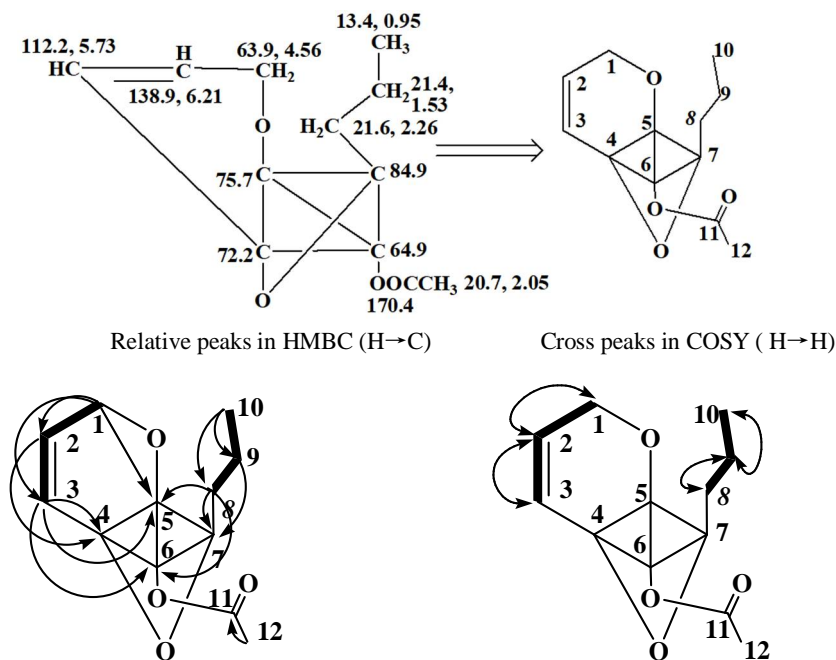 13.4, 0.95
CH3
112.2, 5.73
H
63.9, 4.56
HC
CH2
138.9, 6.21
CH2
21.4,
1.53
H2C
21.6, 2.26
O
75.7
C
C
84.9
72.2
C
C
64.9
O
OOCCH3
20.7, 2.05
170.4
10
1
O
9
2
8
3
5
4
7
6
O
O
11
12
O
Relative peaks in HMBC (H→C)
Cross peaks in COSY ( H→H)
10
1
O
2
9
3
8
5
4
6
7
O
O
11
12
O
10
1
O
2
3
8
5
4
7
6
O
O
11
12
O